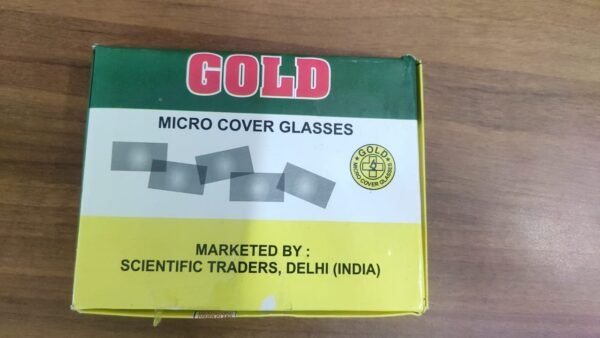 GOLD
MICRO COVER GLASSES
GOLD
MICRO COVER GLASSES
MARKETED BY :
SCIENTIFIC TRADERS, DELHI (INDIA)